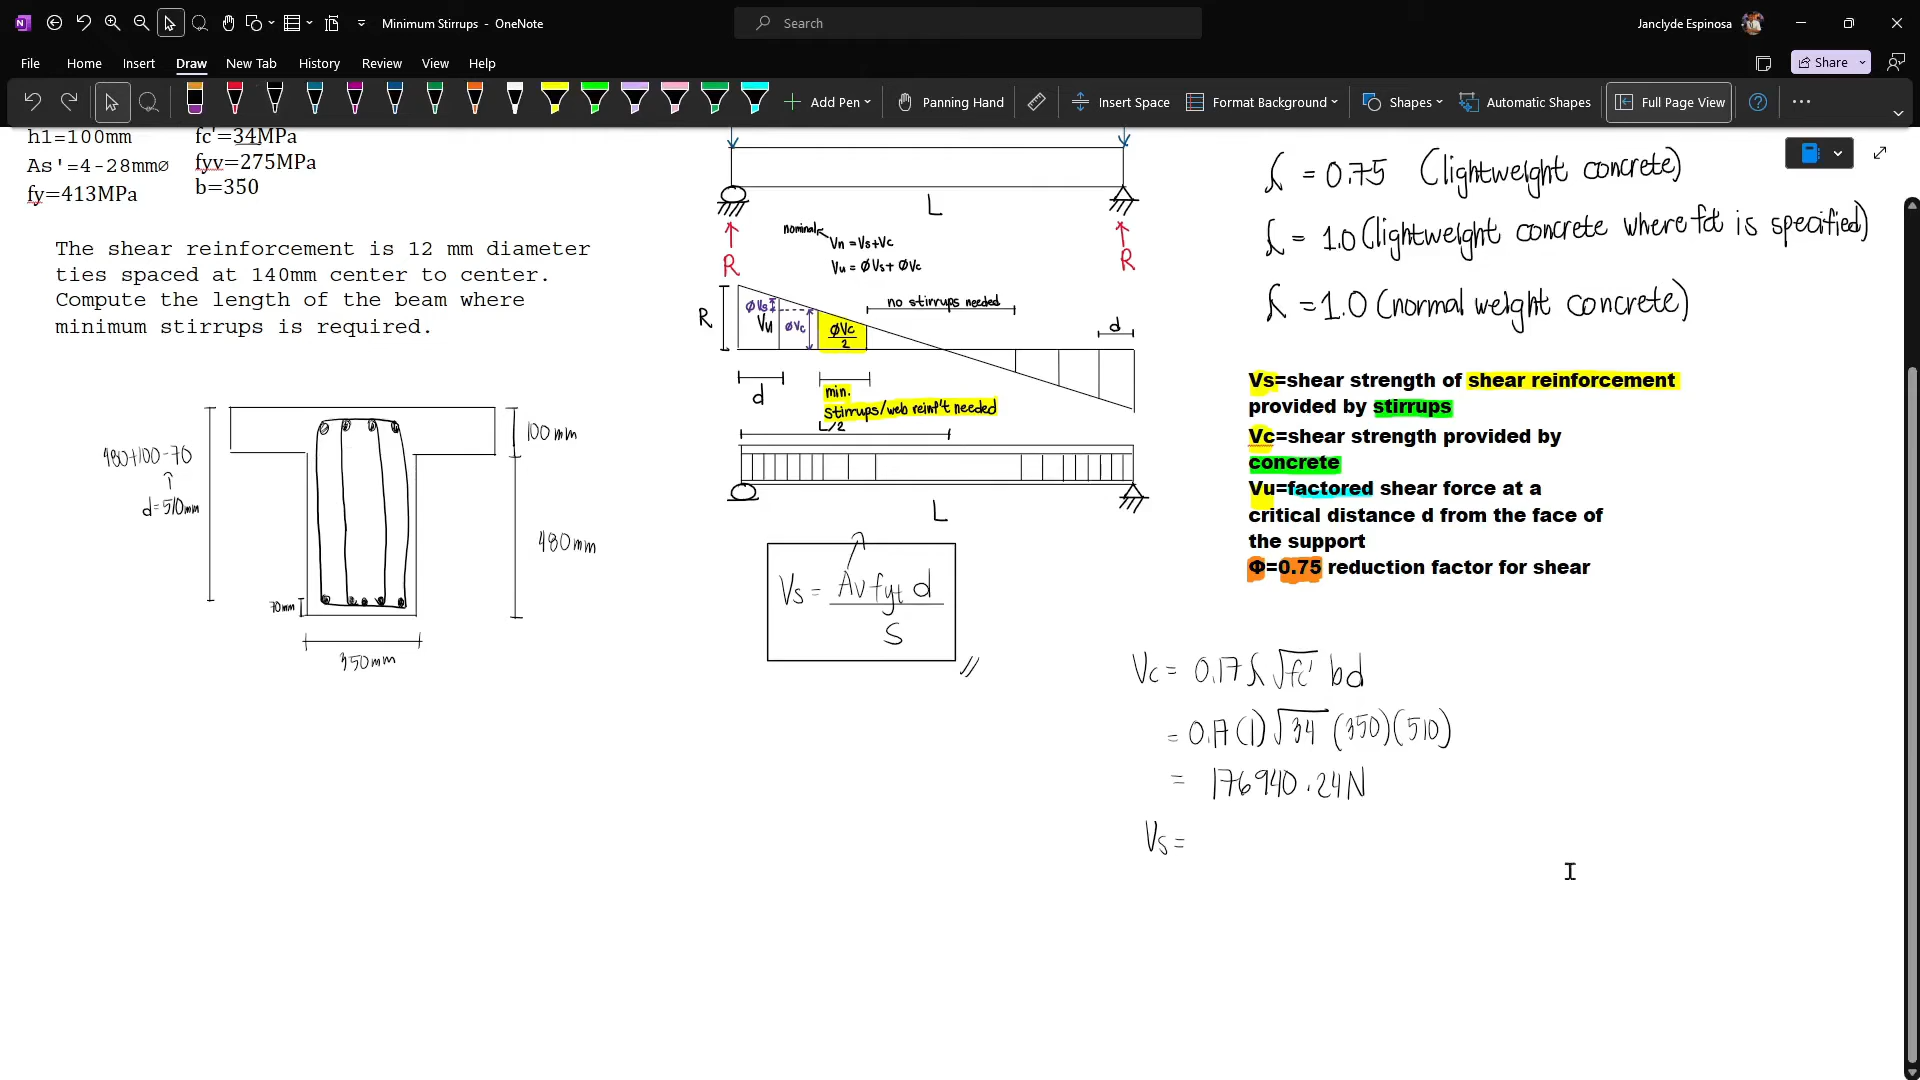 Minimum Stirrups - OneNote
Search
Janclyde Espinosa
File Home Insert Draw New Tab History Review View Help
Share
Add Pen
Panning Hand
Insert Space
Format Background
Shapes
Automatic Shapes
Full Page View
h1=100mm
As'=4-28mm∅
fy=413MPa
fc'=34MPa
fyv=275MPa
b=350
The shear reinforcement is 12 mm diameter
ties spaced at 140mm center to center.
Compute the length of the beam where
minimum stirrups is required.
480+100-70
d=510mm
100mm
480mm
70mm
350mm
L
R
R
nominal
Vn = Vs+Vc
Vu = ØVs + ØVc
R
ØVs
Vu
ØVc
ØVc/2
no stirrups needed
d
d
min.
stirrups/web reinf't needed
L/2
L
Vs = Av fyt d / S
λ = 0.75 (lightweight concrete)
λ = 1.0 (lightweight concrete where fct is specified)
λ = 1.0 (normal weight concrete)
Vs=shear strength of shear reinforcement
provided by stirrups
Vc=shear strength provided by
concrete
Vu=factored shear force at a
critical distance d from the face of
the support
Φ=0.75 reduction factor for shear
Vc = 0.17 λ √fc' bd
= 0.17 (1) √34 (350)(510)
= 176940.24N
Vs =